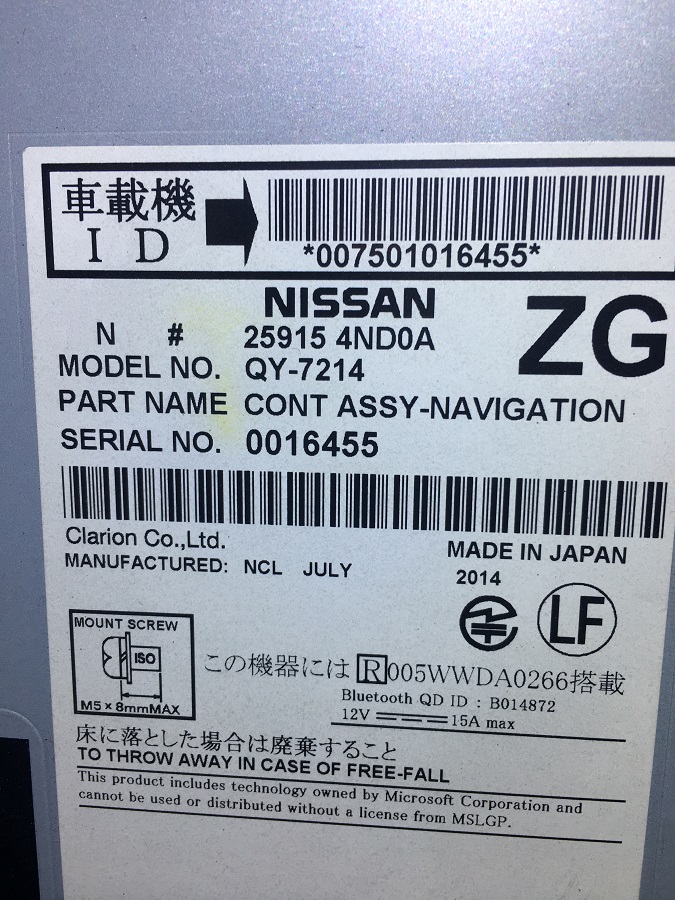 車載機
ID
*007501016455*
NISSAN
N # 25915 4ND0A
ZG
MODEL NO. QY-7214
PART NAME CONT ASSY-NAVIGATION
SERIAL NO. 0016455
Clarion Co.,Ltd.
MADE IN JAPAN
MANUFACTURED: NCL JULY 2014
LF
MOUNT SCREW
ISO
M5×8mmMAX
この機器には R005WWDA0266搭載
Bluetooth QD ID : B014872
12V 15A max
床に落とした場合は廃棄すること
TO THROW AWAY IN CASE OF FREE-FALL
This product includes technology owned by Microsoft Corporation and
cannot be used or distributed without a license from MSLGP.